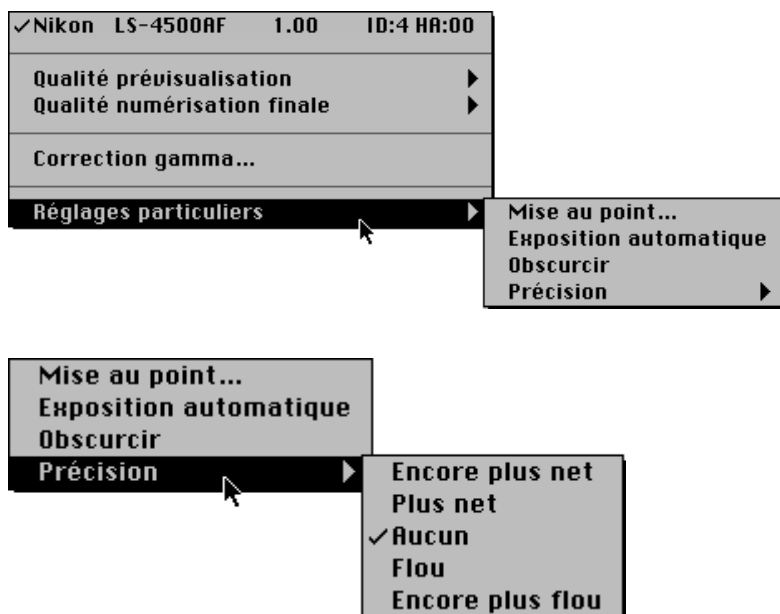 ✓Nikon LS-4500AF 1.00 ID:4 HA:00
Qualité prévisualisation
Qualité numérisation finale
Correction gamma...
Réglages particuliers
Mise au point...
Exposition automatique
Obscurcir
Précision
Mise au point...
Exposition automatique
Obscurcir
Précision
Encore plus net
Plus net
✓Aucun
Flou
Encore plus flou